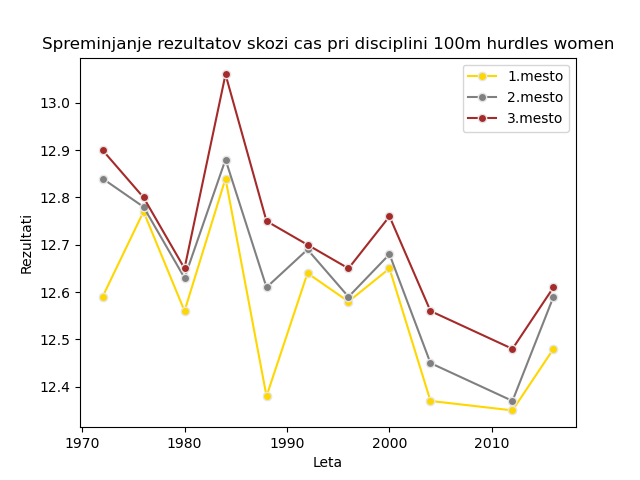 Spreminjanje rezultatov skozi cas pri disciplini 100m hurdles women
1.mesto
2.mesto
3.mesto
Rezultati
13.0
12.9
12.8
12.7
12.6
12.5
12.4
1970 1980 1990 2000 2010
Leta